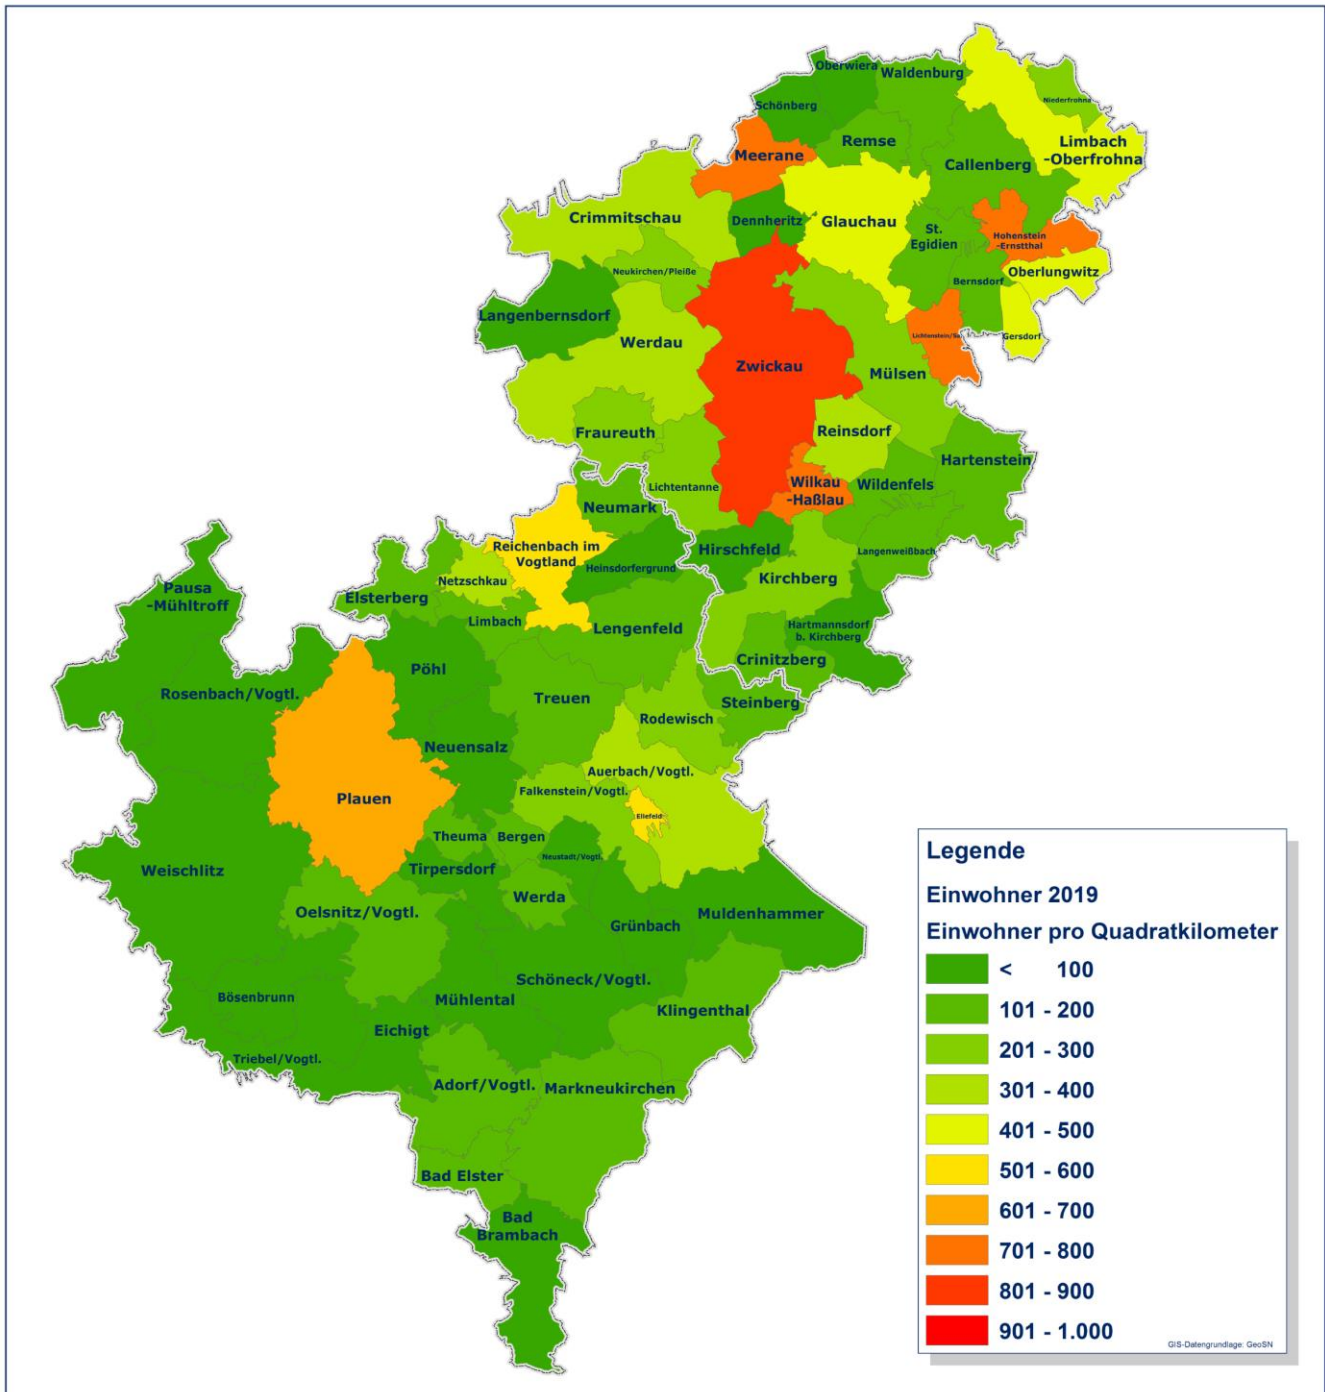 Oberwiera
Waldenburg
Schönberg
Niederfrohna
Meerane
Remse
Limbach
-Oberfrohna
Callenberg
Crimmitschau
Dennheritz
Glauchau
St.
Egidien
Hohenstein
-Ernstthal
Neukirchen/Pleiße
Oberlungwitz
Bernsdorf
Langenbernsdorf
Werdau
Lichtenstein/Sa.
Gersdorf
Zwickau
Mülsen
Fraureuth
Reinsdorf
Hartenstein
Lichtentanne
Wilkau
-Haßlau
Wildenfels
Neumark
Reichenbach im
Vogtland
Hirschfeld
Langenweißbach
Heinsdorfergrund
Kirchberg
Netzschkau
Pausa
-Mühltroff
Elsterberg
Limbach
Lengenfeld
Hartmannsdorf
b. Kirchberg
Crinitzberg
Pöhl
Rosenbach/Vogtl.
Treuen
Steinberg
Rodewisch
Neuensalz
Auerbach/Vogtl.
Plauen
Falkenstein/Vogtl.
Ellefeld
Theuma
Bergen
Neustadt/Vogtl.
Weischlitz
Tirpersdorf
Werda
Oelsnitz/Vogtl.
Grünbach
Muldenhammer
Schöneck/Vogtl.
Bösenbrunn
Mühlental
Klingenthal
Eichigt
Triebel/Vogtl.
Adorf/Vogtl.
Markneukirchen
Bad Elster
Bad
Brambach
Legende
Einwohner 2019
Einwohner pro Quadratkilometer
< 100
101 - 200
201 - 300
301 - 400
401 - 500
501 - 600
601 - 700
701 - 800
801 - 900
901 - 1.000
GIS-Datengrundlage: GeoSN